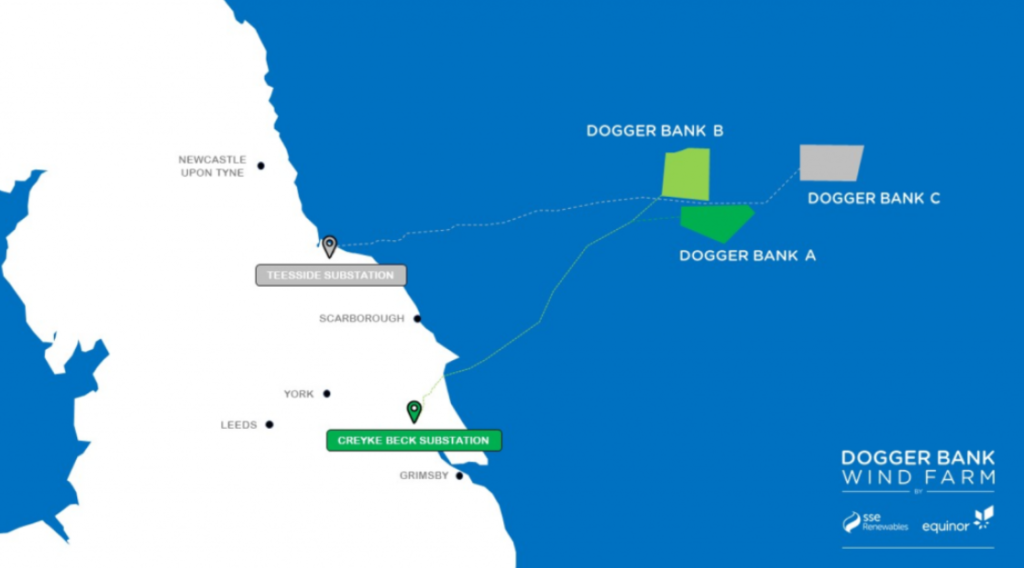 DOGGER BANK B
NEWCASTLE
UPON TYNE
DOGGER BANK C
DOGGER BANK A
TEESSIDE SUBSTATION
SCARBOROUGH
YORK
LEEDS
CREYKE BECK SUBSTATION
GRIMSBY
DOGGER BANK
WIND FARM
BY
sse
Renewables
equinor